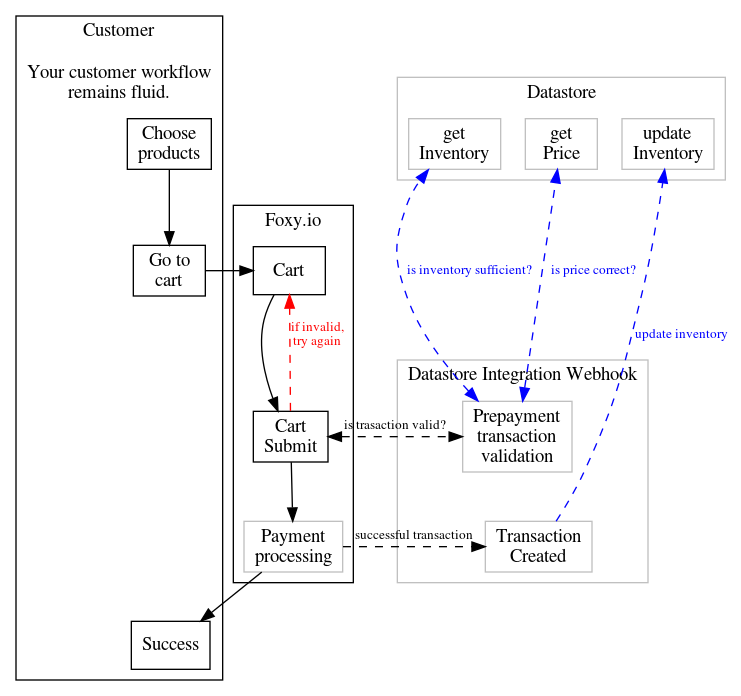 Customer
Your customer workflow
remains fluid.
Choose
products
Go to
cart
Foxy.io
Cart
if invalid,
try again
Cart
Submit
Payment
processing
Success
Datastore
get
Inventory
get
Price
update
Inventory
is inventory sufficient?
is price correct?
update inventory
Datastore Integration Webhook
Prepayment
transaction
validation
is trasaction valid?
successful transaction
Transaction
Created